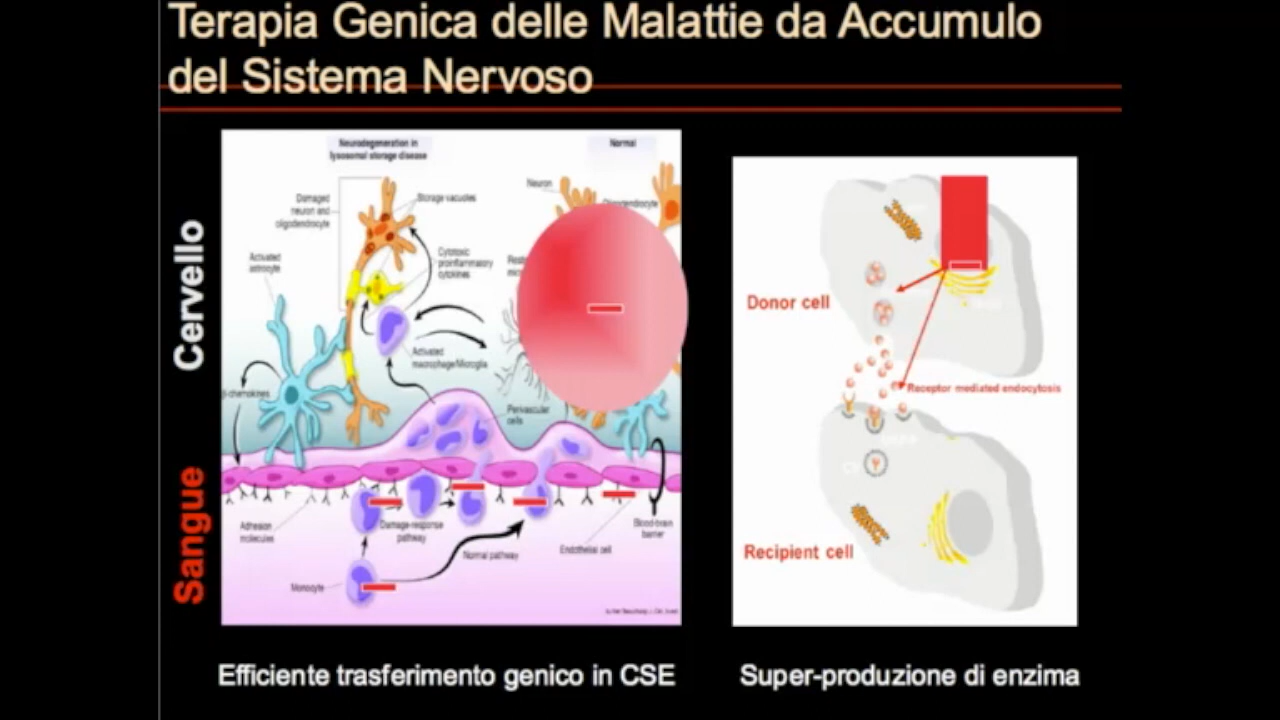 Terapia Genica delle Malattie da Accumulo
del Sistema Nervoso
Cervello
Sangue
Neurodegeneration in
lysosomal storage disease
Normal
Damaged
neuron and
oligodendrocyte
Storage vacuoles
Neuron
Oligodendrocyte
Activated
astrocyte
Cytotoxic
proinflammatory
cytokines
Activated
macrophage/Microglia
β-chemokines
Perivascular
cells
Adhesion
molecules
Damage-response
pathway
Normal pathway
Endothelial cell
Blood-brain
barrier
Monocyte
Donor cell
Receptor mediated endocytosis
Recipient cell
Efficiente trasferimento genico in CSE
Super-produzione di enzima